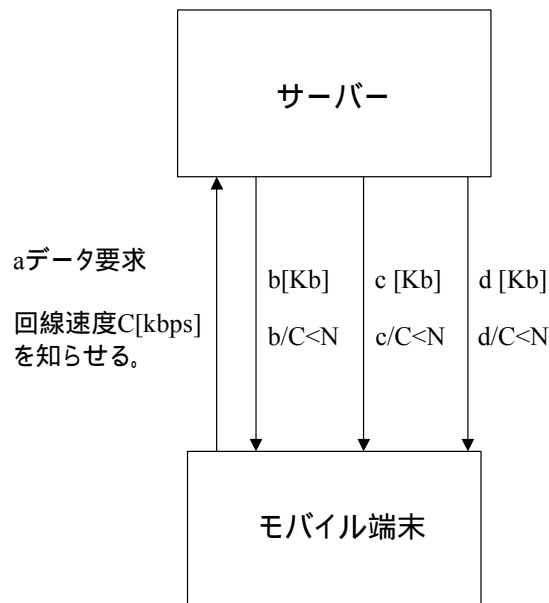 サーバー
aデータ要求
回線速度C[kbps]
を知らせる。
b[Kb]
b/C<N
c [Kb]
c/C<N
d [Kb]
d/C<N
モバイル端末